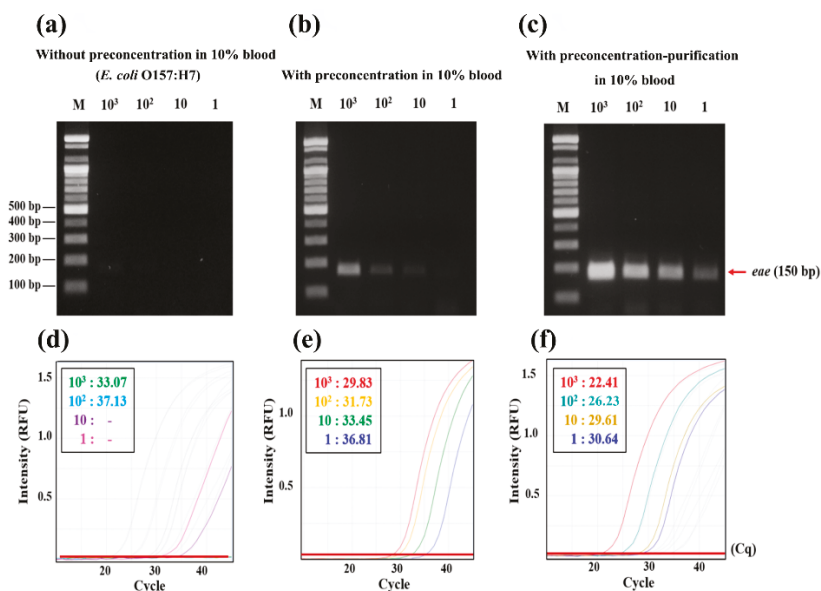 (a)
Without preconcentration in 10% blood
(E. coli O157:H7)
M 10³ 10² 10 1
500 bp
400 bp
300 bp
200 bp
100 bp
(b)
With preconcentration in 10% blood
M 10³ 10² 10 1
(c)
With preconcentration-purification
in 10% blood
M 10³ 10² 10 1
eae (150 bp)
(d)
Intensity (RFU)
1.5
1.0
0.5
10³ : 33.07
10² : 37.13
10 : -
1 : -
20 30 40
Cycle
(e)
Intensity (RFU)
1.0
0.5
10³ : 29.83
10³ : 31.73
10 : 33.45
1 : 36.81
20 30 40
Cycle
(f)
Intensity (RFU)
1.5
1.0
0.5
10³ : 22.41
10² : 26.23
10 : 29.61
1 : 30.64
20 30 40
Cycle
(Cq)